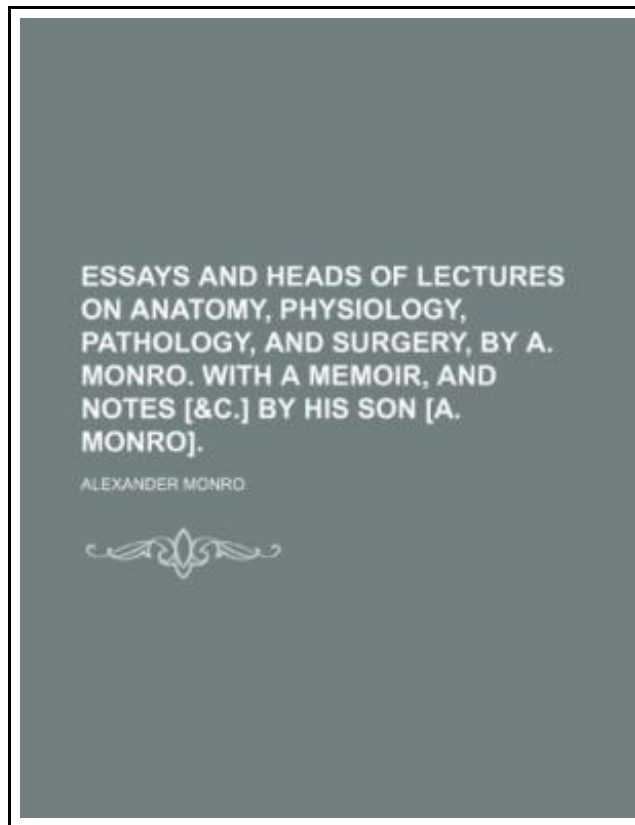 ESSAYS AND HEADS OF LECTURES
ON ANATOMY, PHYSIOLOGY,
PATHOLOGY, AND SURGERY, BY A.
MONRO. WITH A MEMOIR, AND
NOTES [&C.] BY HIS SON [A.
MONRO].
ALEXANDER MONRO